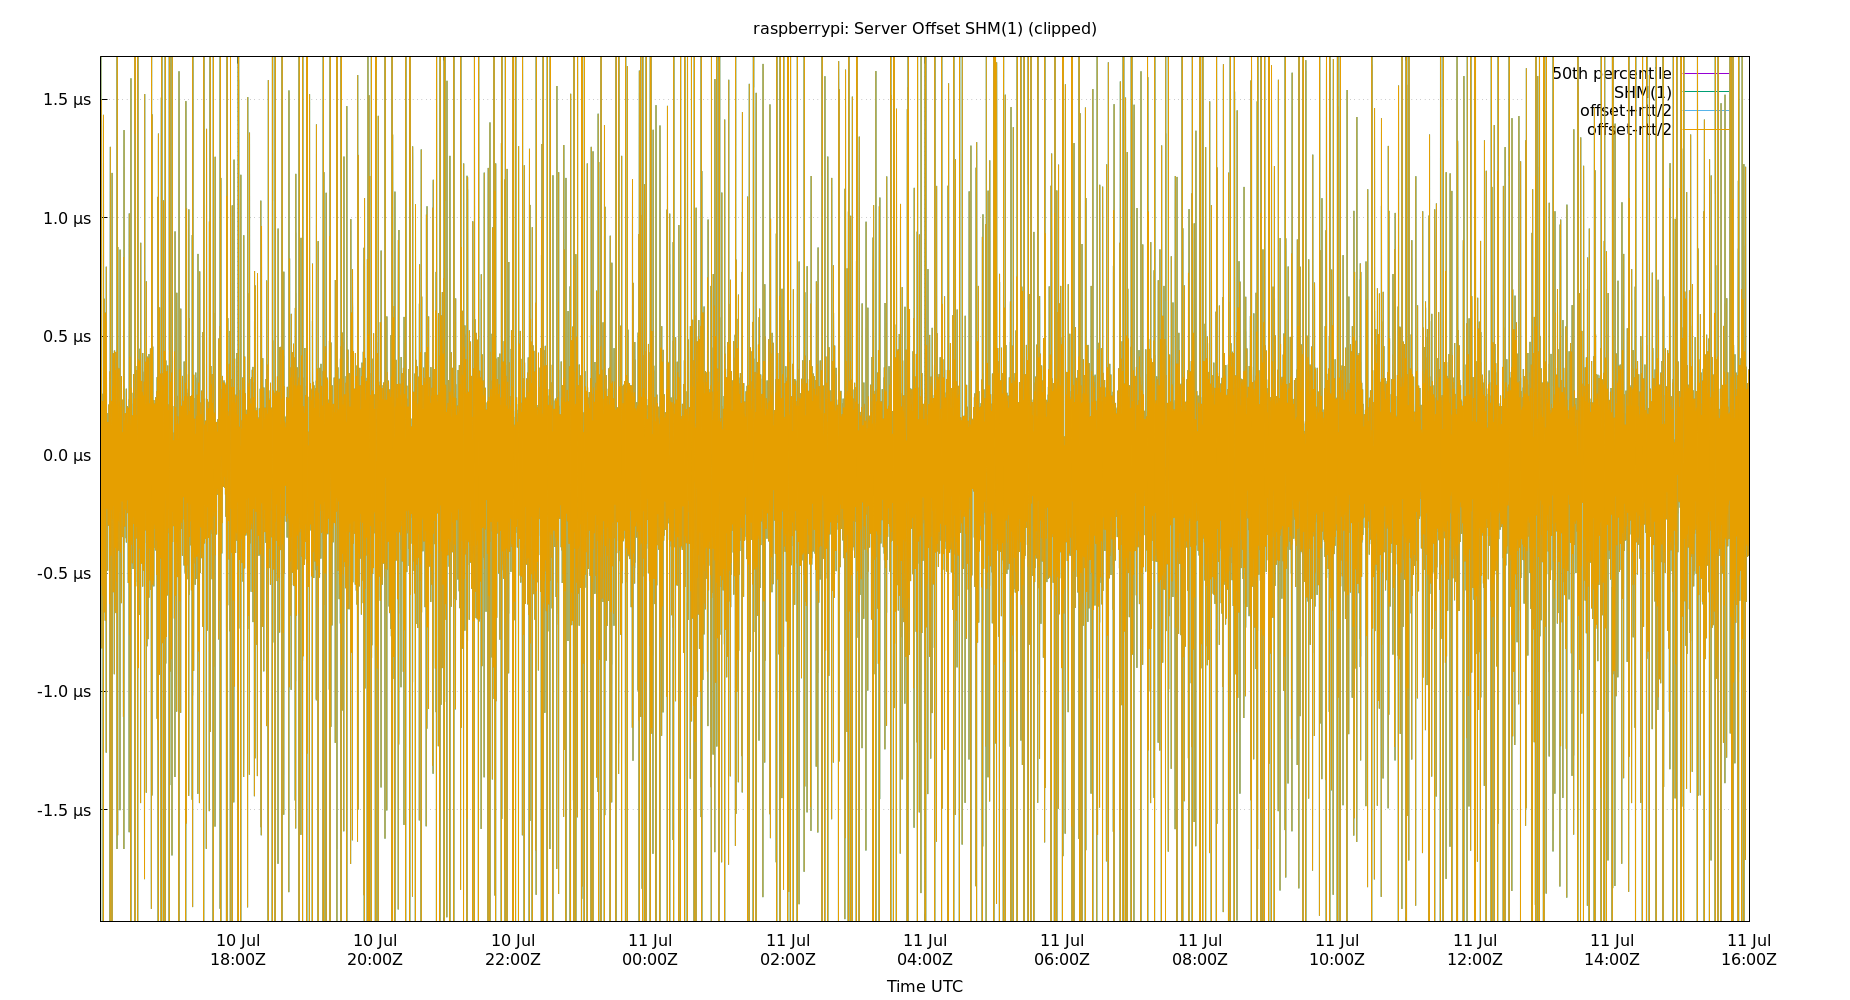 raspberrypi: Server Offset SHM(1) (clipped)
50th percentile
SHM(1)
offset+rtt/2
offset-rtt/2
1.5 µs
1.0 µs
0.5 µs
0.0 µs
-0.5 µs
-1.0 µs
-1.5 µs
10 Jul 10 Jul 10 Jul 11 Jul 11 Jul 11 Jul 11 Jul 11 Jul 11 Jul 11 Jul 11 Jul 11 Jul
18:00Z 20:00Z 22:00Z 00:00Z 02:00Z 04:00Z 06:00Z 08:00Z 10:00Z 12:00Z 14:00Z 16:00Z
Time UTC